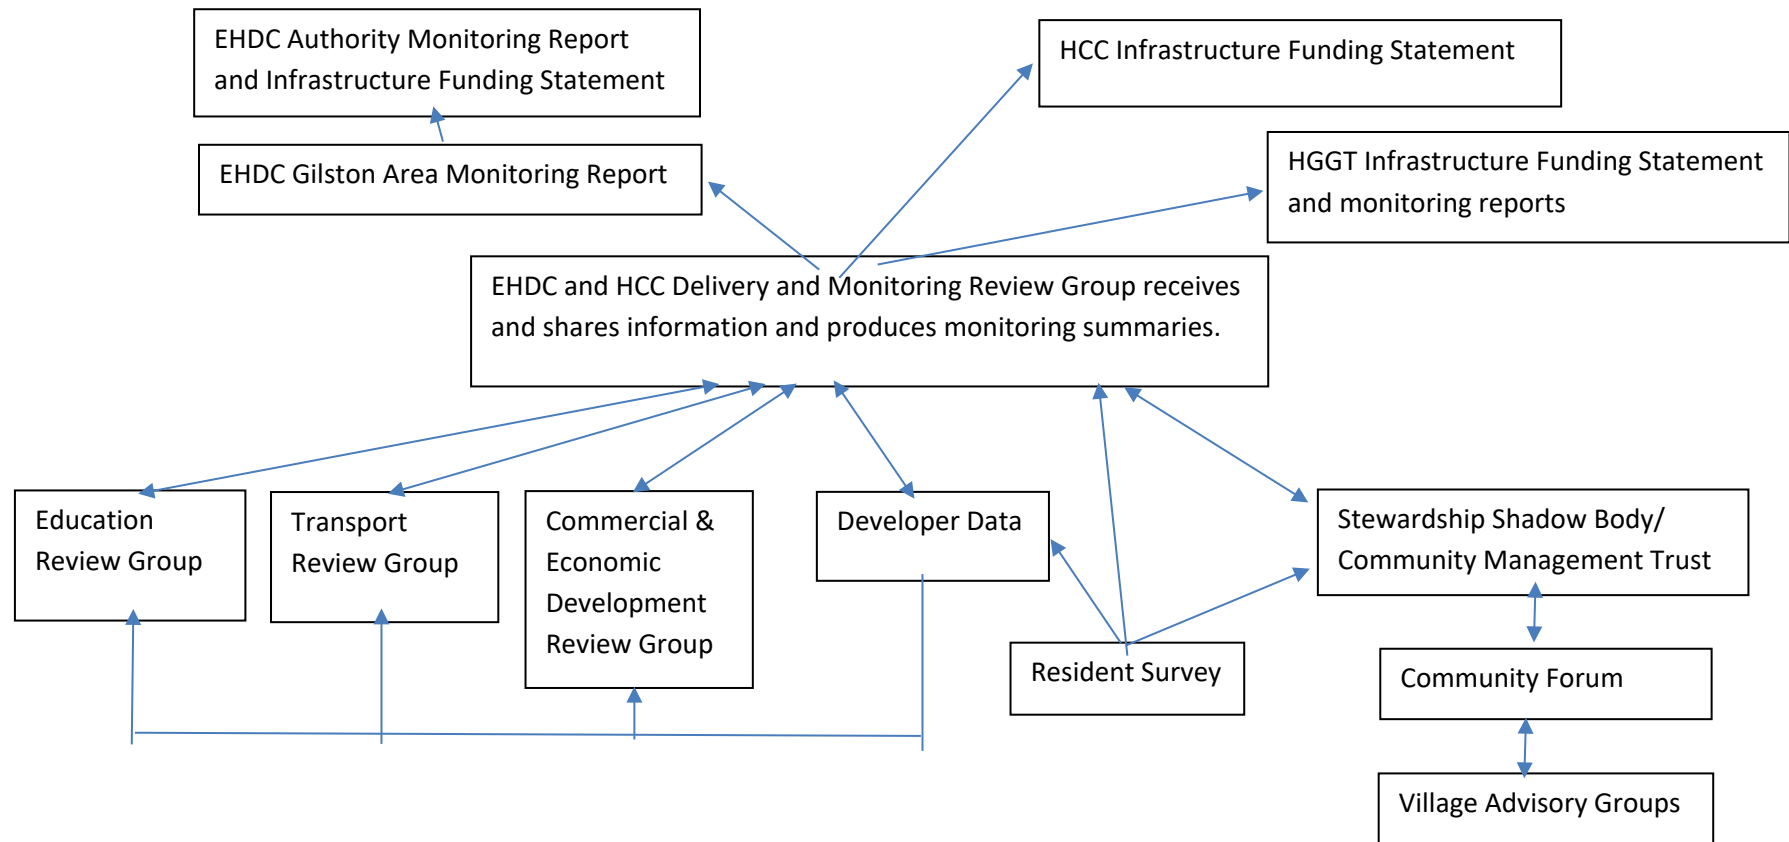 EHDC Authority Monitoring Report
and Infrastructure Funding Statement
HCC Infrastructure Funding Statement
EHDC Gilston Area Monitoring Report
HGGT Infrastructure Funding Statement
and monitoring reports
EHDC and HCC Delivery and Monitoring Review Group receives
and shares information and produces monitoring summaries.
Education
Review Group
Transport
Review Group
Commercial &
Economic
Development
Review Group
Developer Data
Stewardship Shadow Body/
Community Management Trust
Resident Survey
Community Forum
Village Advisory Groups